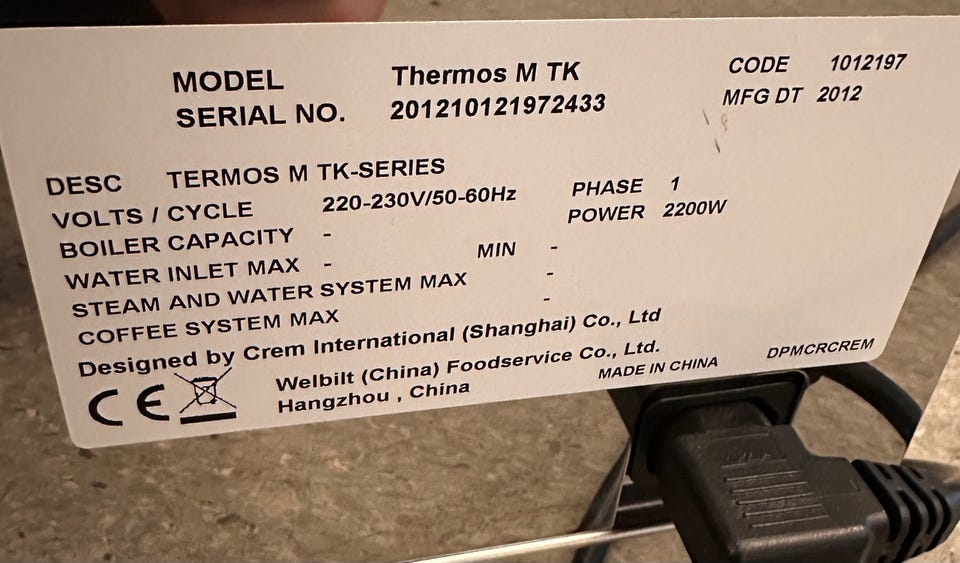 MODEL Thermos M TK CODE 1012197
SERIAL NO. 201210121972433 MFG DT 2012
DESC TERMOS M TK-SERIES
VOLTS / CYCLE 220-230V/50-60Hz PHASE 1
BOILER CAPACITY - POWER 2200W
WATER INLET MAX - MIN -
STEAM AND WATER SYSTEM MAX -
COFFEE SYSTEM MAX -
Designed by Crem International (Shanghai) Co., Ltd
CE Welbilt (China) Foodservice Co., Ltd.
Hangzhou , China MADE IN CHINA DPMCRCREM